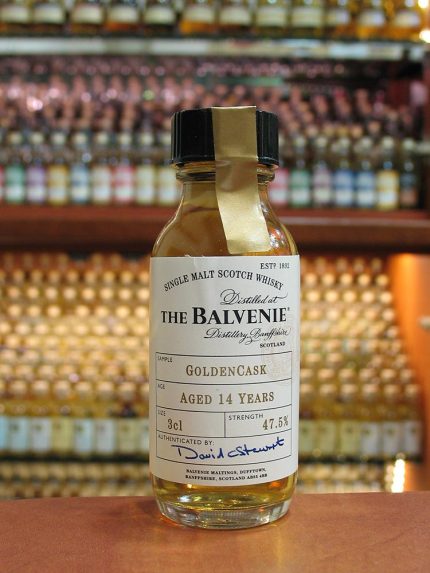 ESTD 1892
SINGLE MALT SCOTCH WHISKY
Distilled at
THE BALVENIE®
Distillery Banffshire
SCOTLAND
SAMPLE
GOLDENCASK
AGE
AGED 14 YEARS
SIZE
3cl
STRENGTH
47.5%
AUTHENTICATED BY:
David Stewart
BALVENIE MALTINGS, DUFFTOWN,
BANFFSHIRE, SCOTLAND AB55 4BB